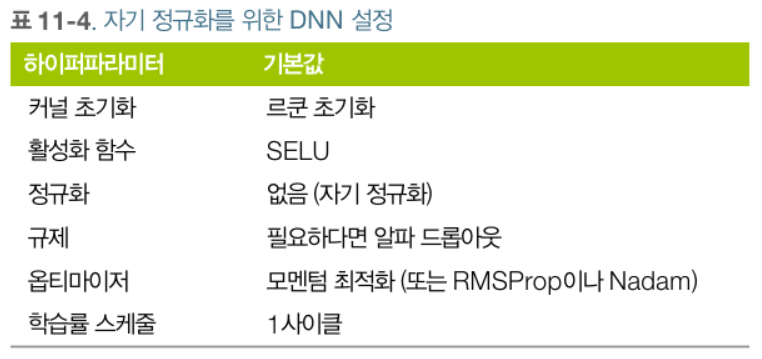 표 11-4. 자기 정규화를 위한 DNN 설정
하이퍼파라미터 기본값
커널 초기화 르쿤 초기화
활성화 함수 SELU
정규화 없음 (자기 정규화)
규제 필요하다면 알파 드롭아웃
옵티마이저 모멘텀 최적화 (또는 RMSProp이나 Nadam)
학습률 스케줄 1사이클